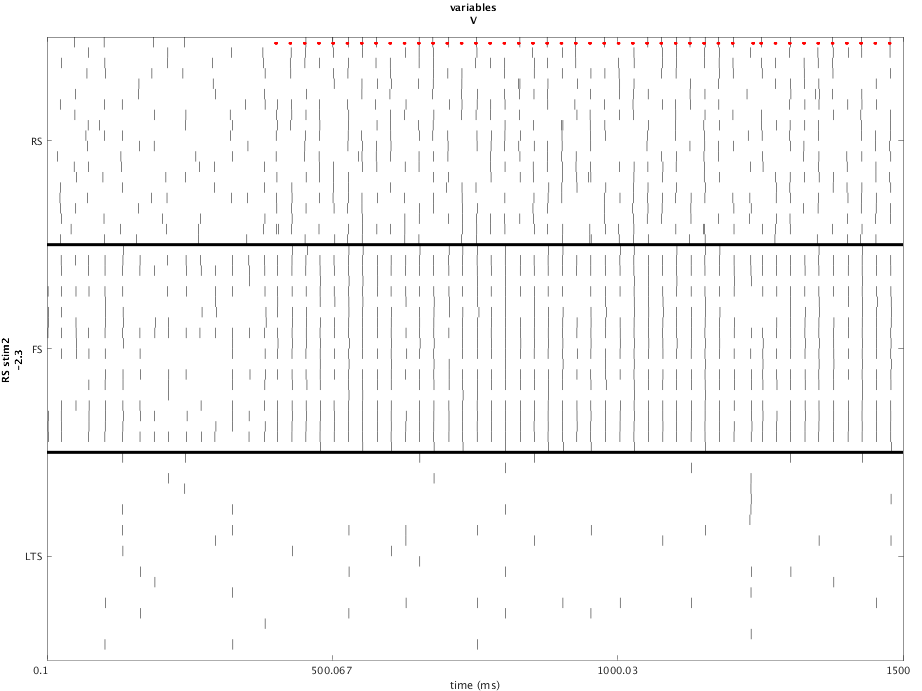 variables
V
RS
FS
LTS
RS stim2
-2.3
0.1
500.067
1000.03
1500
time (ms)